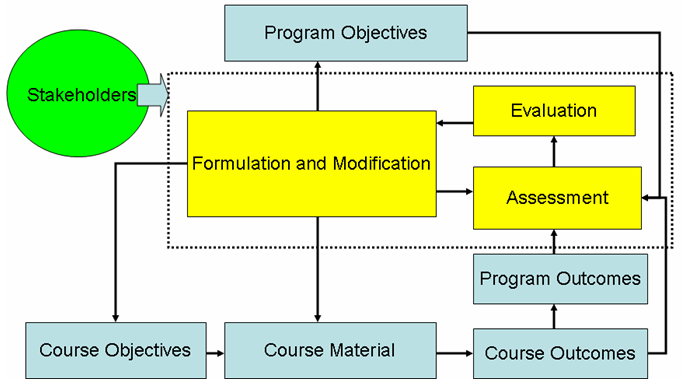 Program Objectives
Stakeholders
Evaluation
Formulation and Modification
Assessment
Program Outcomes
Course Objectives
Course Material
Course Outcomes